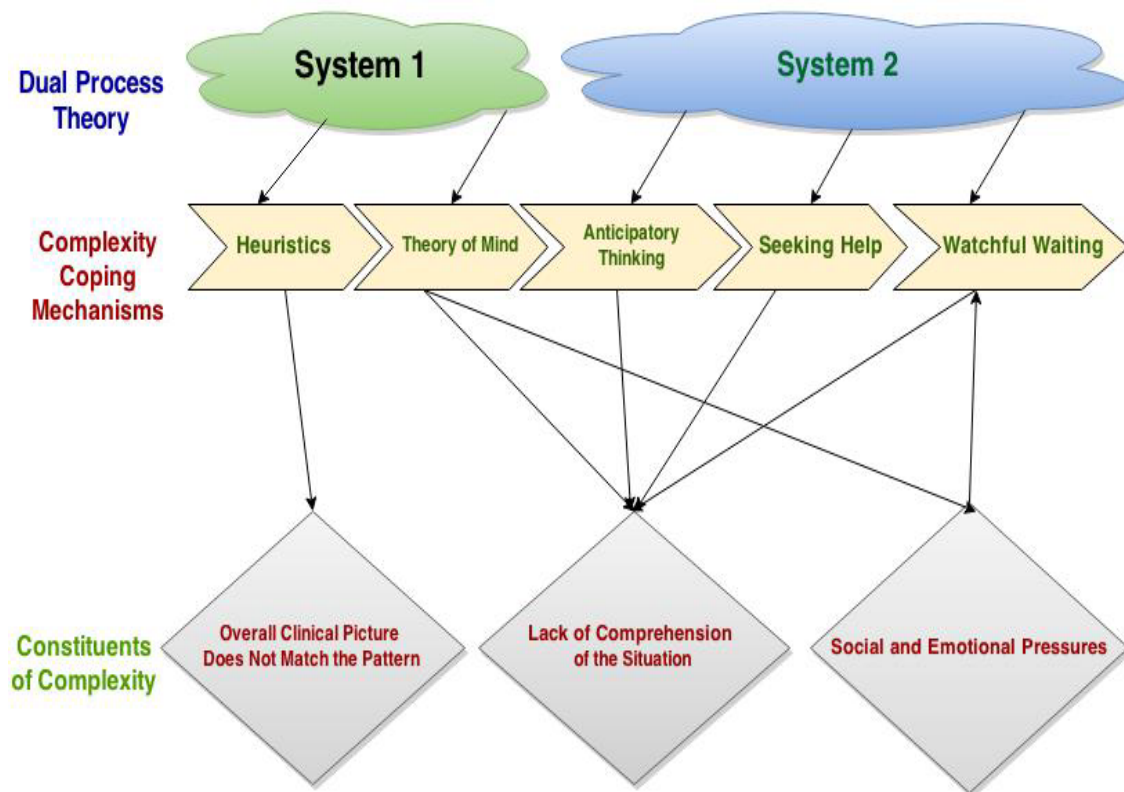 System 1
System 2
Dual Process
Theory
Complexity
Coping
Mechanisms
Heuristics
Theory of Mind
Anticipatory
Thinking
Seeking Help
Watchful Waiting
Constituents
of Complexity
Overall Clinical Picture
Does Not Match the Pattern
Lack of Comprehension
of the Situation
Social and Emotional Pressures